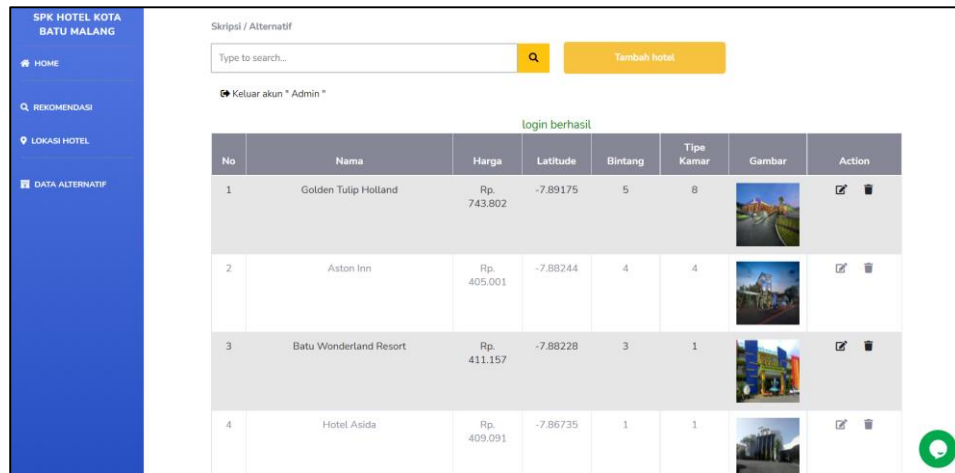 SPK HOTEL KOTA
BATU MALANG
HOME
REKOMENDASI
LOKASI HOTEL
DATA ALTERNATIF
Skripsi / Alternatif
Type to search...
Tambah hotel
Keluar akun " Admin "
login berhasil
No Nama Harga Latitude Bintang Tipe Kamar Gambar Action
1 Golden Tulip Holland Rp. 743.802 -7.89175 5 8
2 Aston Inn Rp. 405.001 -7.88244 4 4
3 Batu Wonderland Resort Rp. 411.157 -7.88228 3 1
4 Hotel Asida Rp. 409.091 -7.86735 1 1